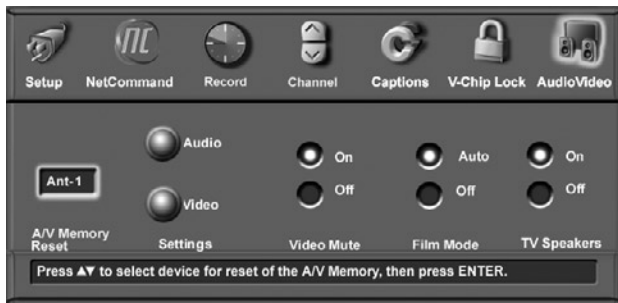 NC
Setup NetCommand Record Channel Captions V-Chip Lock AudioVideo
Audio
On Auto On
Ant-1
Off Off Off
Video
A/V Memory
Reset Settings Video Mute Film Mode TV Speakers
Press ▲▼ to select device for reset of the A/V Memory, then press ENTER.